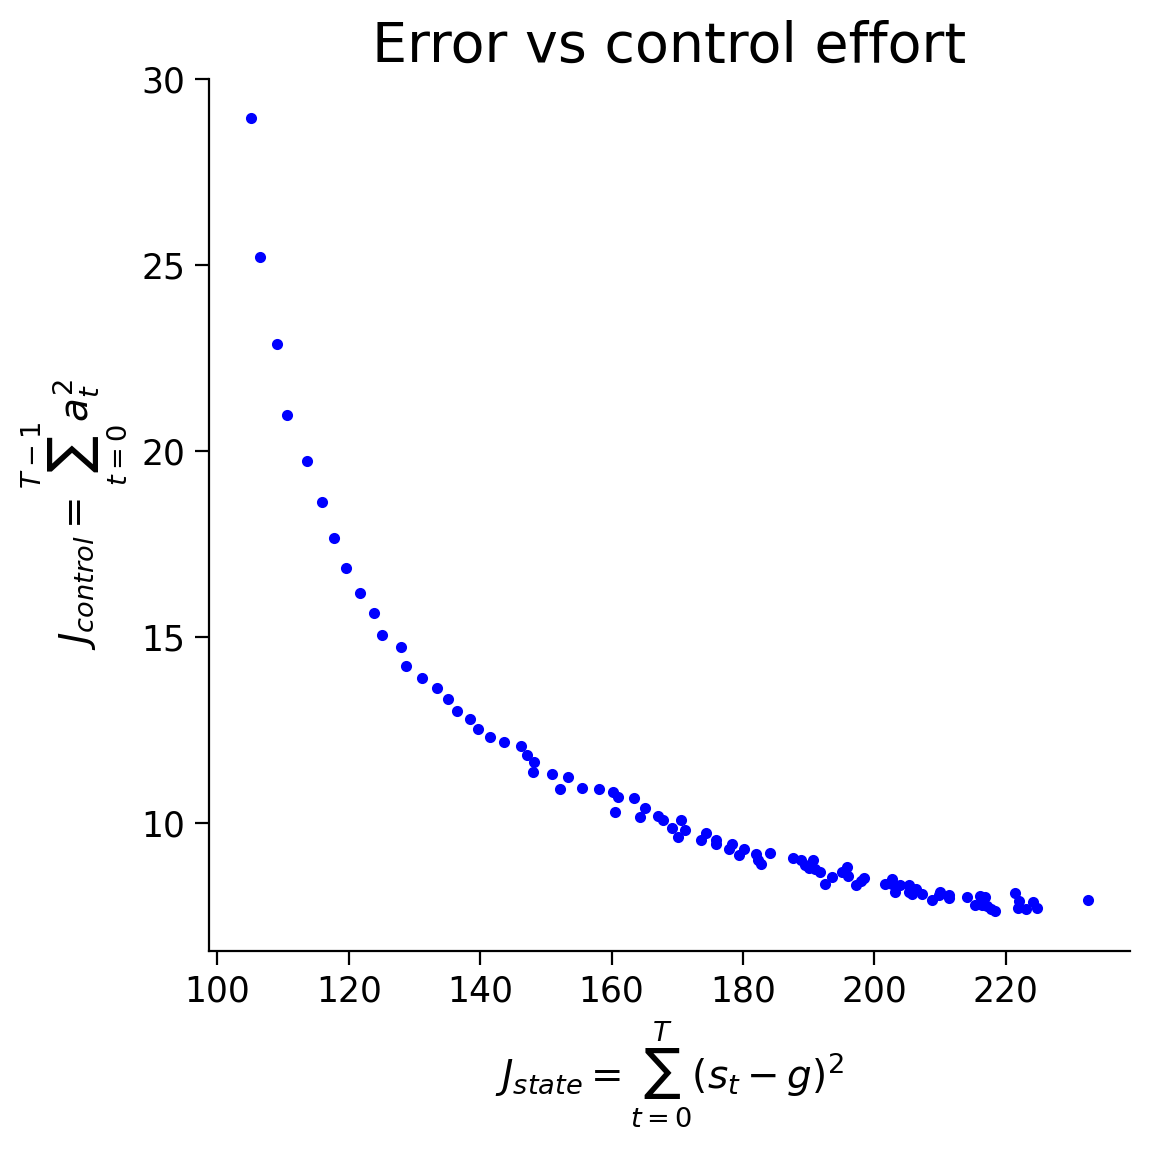 Error vs control effort
30
25
20
15
10
J_{control} = \sum_{t=0}^{T-1} a_t^2
100 120 140 160 180 200 220
J_{state} = \sum_{t=0}^{T} (s_t - g)^2